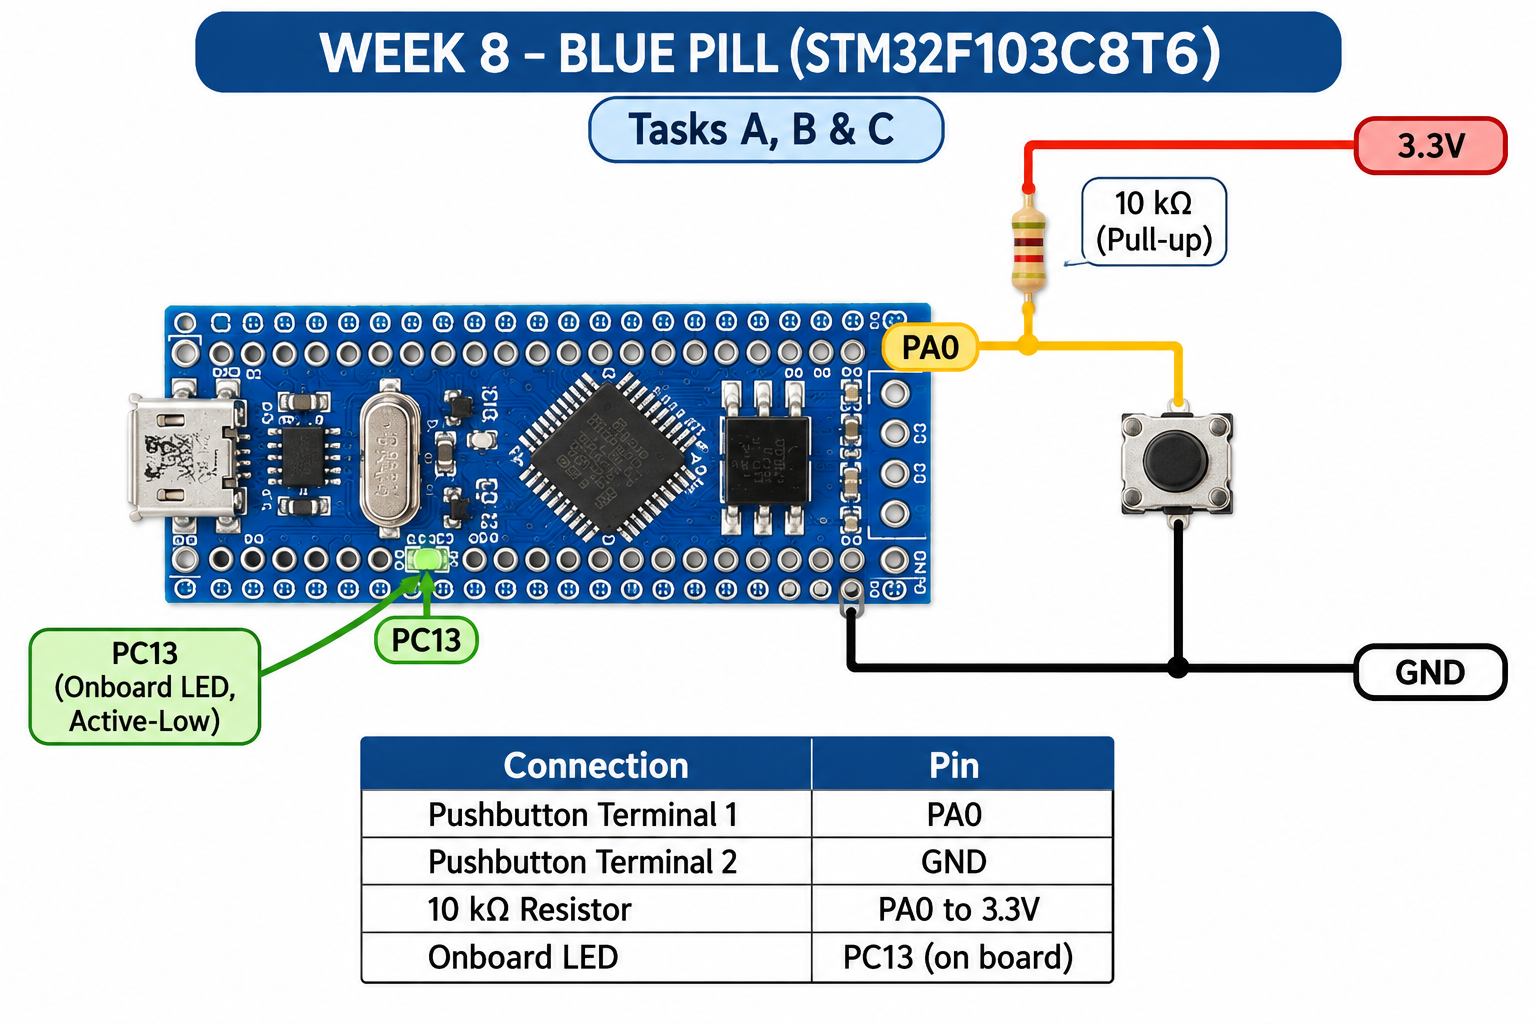 WEEK 8 – BLUE PILL (STM32F103C8T6)
Tasks A, B & C
3.3V
10 kΩ
(Pull-up)
PA0
PC13
PC13
(Onboard LED,
Active-Low)
GND
Connection Pin
Pushbutton Terminal 1 PA0
Pushbutton Terminal 2 GND
10 kΩ Resistor PA0 to 3.3V
Onboard LED PC13 (on board)